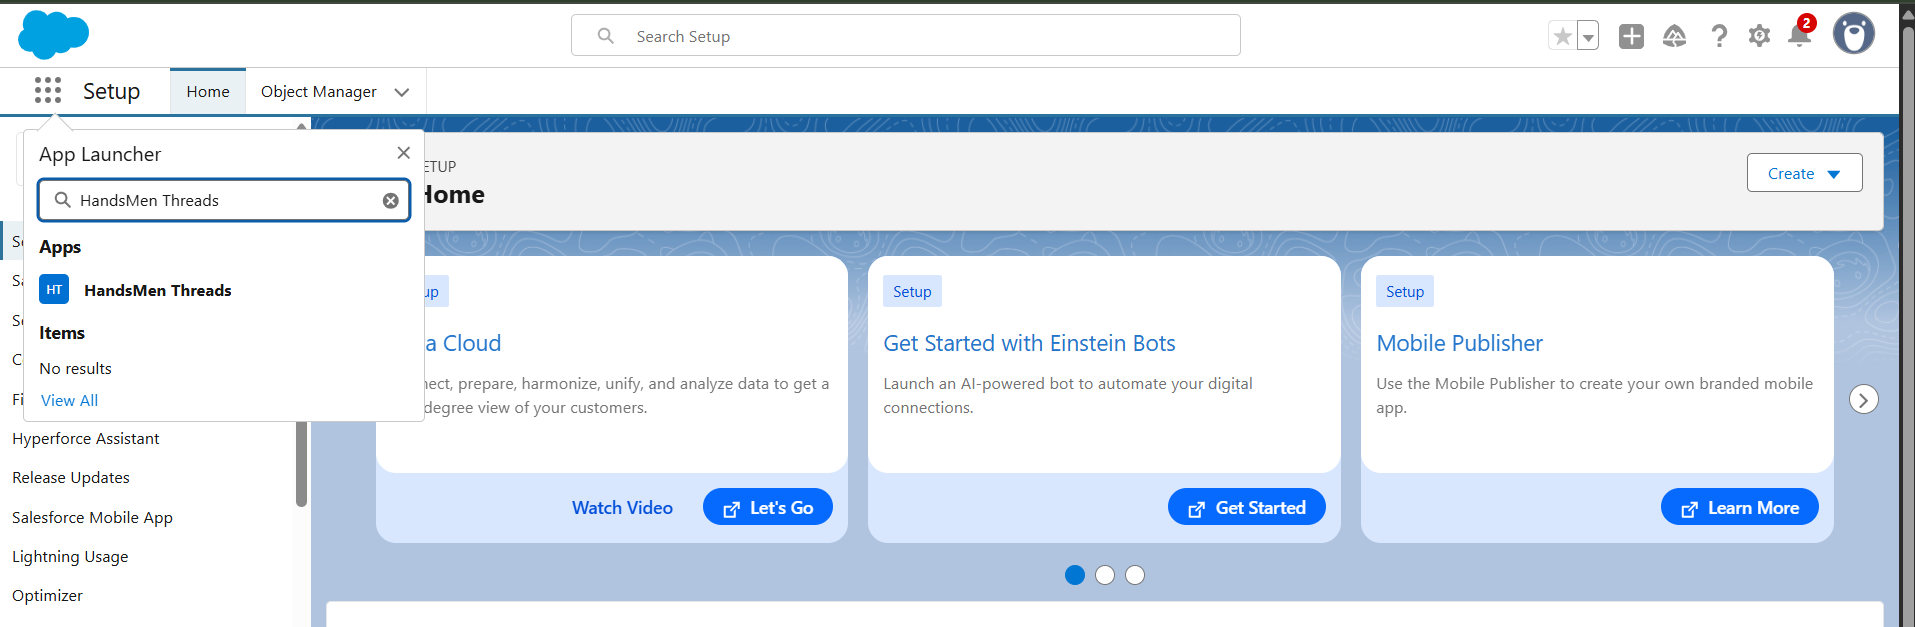 Search Setup
2
Setup
Home
Object Manager
App Launcher
HandsMen Threads
Apps
HT
HandsMen Threads
Items
No results
View All
Hyperforce Assistant
Release Updates
Salesforce Mobile App
Lightning Usage
Optimizer
ETUP
Home
Create
up
a Cloud
nect, prepare, harmonize, unify, and analyze data to get a
degree view of your customers.
Watch Video
Let's Go
Setup
Get Started with Einstein Bots
Launch an AI-powered bot to automate your digital
connections.
Get Started
Setup
Mobile Publisher
Use the Mobile Publisher to create your own branded mobile
app.
Learn More